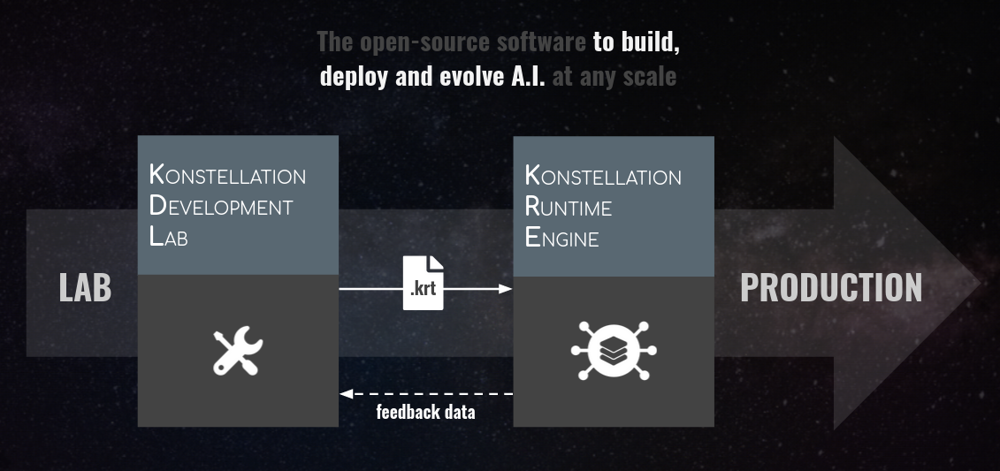 The open-source software to build,
deploy and evolve A.I. at any scale
LAB
KONSTELLATION
DEVELOPMENT
LAB
.krt
feedback data
KONSTELLATION
RUNTIME
ENGINE
PRODUCTION